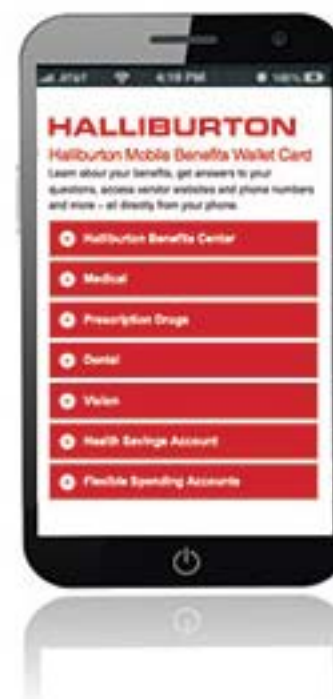 AT&T 4:19 PM 100%
HALLIBURTON
Halliburton Mobile Benefits Wallet Card
Learn about your benefits, get answers to your
questions, access vendor websites and phone numbers
and more – all directly from your phone.
Halliburton Benefits Center
Medical
Prescription Drugs
Dental
Vision
Health Savings Account
Flexible Spending Accounts